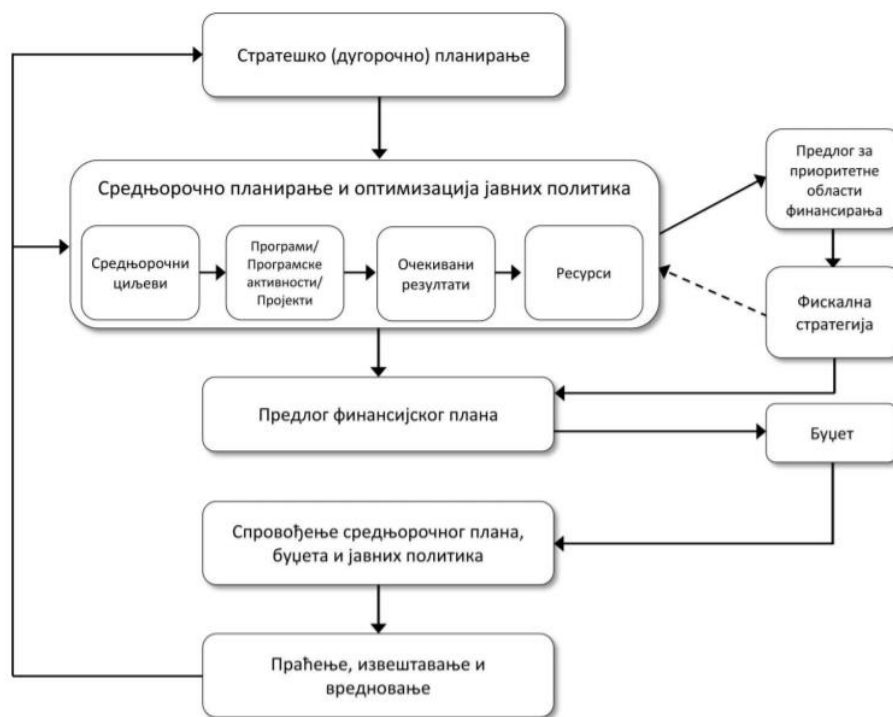 Стратешко (дугорочно) планирање
Средњорочно планирање и оптимизација јавних политика
Средњорочни
циљеви
Програми/
Програмске
активности/
Пројекти
Очекивани
резултати
Ресурси
Предлог за
приоритетне
области
финансирања
Фискална
стратегија
Предлог финансијског плана
Буџет
Спровођење средњорочног плана,
буџета и јавних политика
Праћење, извештавање и
вредновање